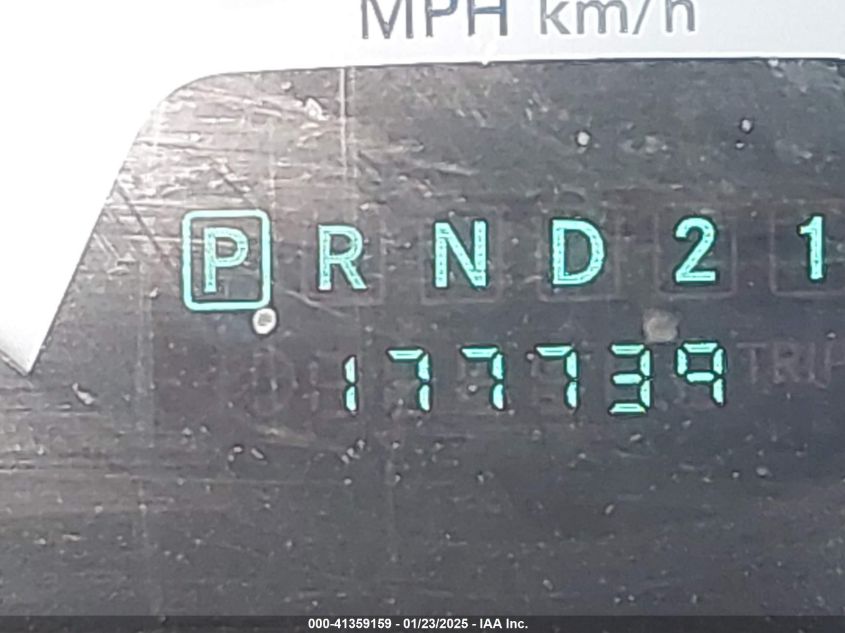 MPH km/h
P R N D 2 1
177739 TRIP
000-41359159 - 01/23/2025 - IAA Inc.